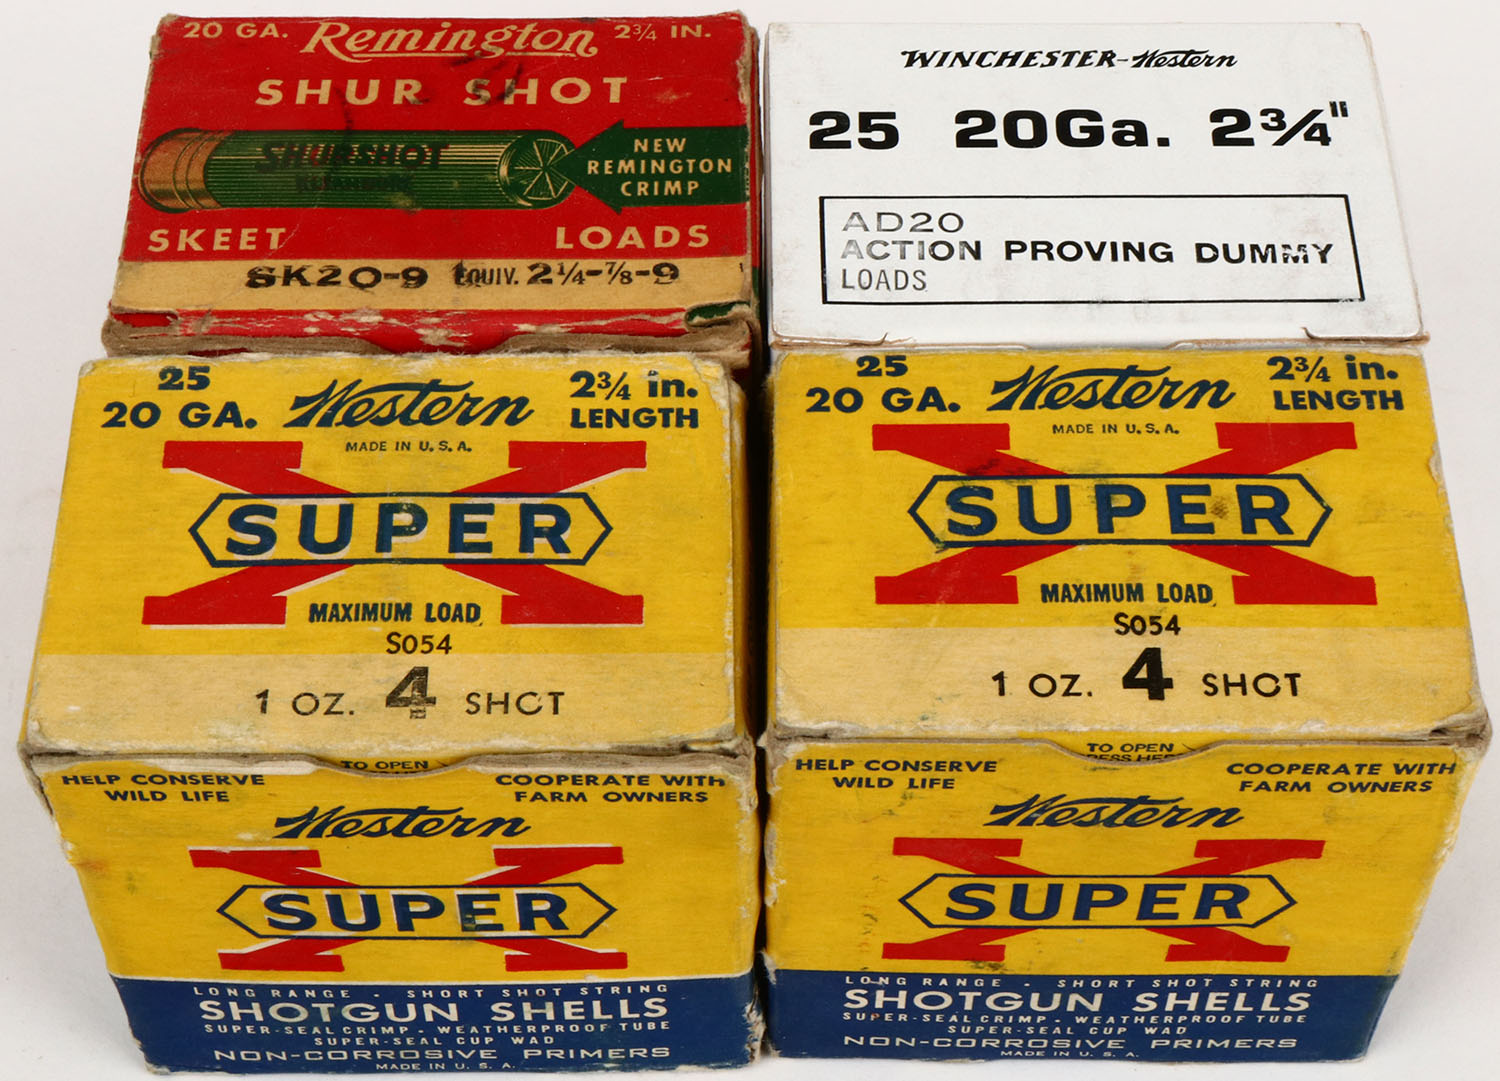 20 GA. Remington 2¾ IN.
SHUR SHOT
SHUR SHOT
NEW
REMINGTON
CRIMP
SKEET LOADS
SK20-9 EQUIV. 2¼-⅞-9
WINCHESTER-Western
25 20Ga. 2¾"
AD20
ACTION PROVING DUMMY
LOADS
25
20 GA.
Western
2¾ in.
LENGTH
MADE IN U.S.A.
SUPER X
MAXIMUM LOAD
S054
1 OZ. 4 SHOT
TO OPEN
HELP CONSERVE
WILD LIFE
COOPERATE WITH
FARM OWNERS
Western
SUPER X
LONG RANGE - SHORT SHOT STRING
SHOTGUN SHELLS
SUPER-SEAL CRIMP - WEATHERPROOF TUBE
SUPER-SEAL CUP WAD
NON-CORROSIVE PRIMERS
MADE IN U.S.A.
25
20 GA.
Western
2¾ in.
LENGTH
MADE IN U.S.A.
SUPER X
MAXIMUM LOAD
S054
1 OZ. 4 SHOT
TO OPEN
PRESS HERE
HELP CONSERVE
WILD LIFE
COOPERATE WITH
FARM OWNERS
Western
SUPER X
LONG RANGE - SHORT SHOT STRING
SHOTGUN SHELLS
SUPER-SEAL CRIMP - WEATHERPROOF TUBE
SUPER-SEAL CUP WAD
NON-CORROSIVE PRIMERS
MADE IN U.S.A.